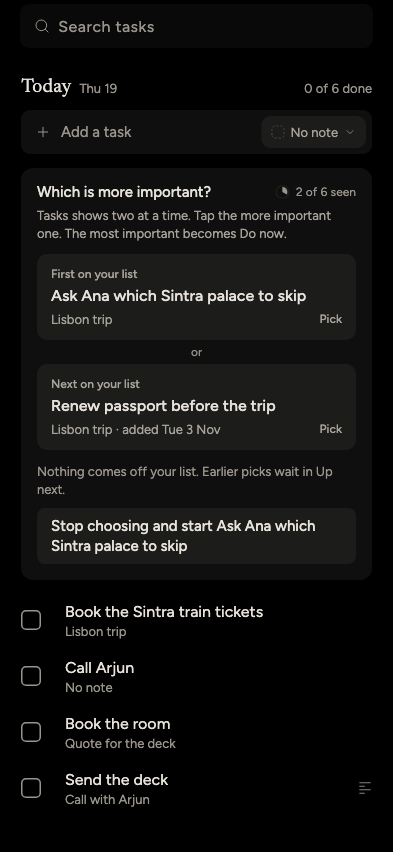 Search tasks
Today Thu 19 0 of 6 done
Add a task No note
Which is more important? 2 of 6 seen
Tasks shows two at a time. Tap the more important
one. The most important becomes Do now.
First on your list
Ask Ana which Sintra palace to skip
Lisbon trip Pick
or
Next on your list
Renew passport before the trip
Lisbon trip · added Tue 3 Nov Pick
Nothing comes off your list. Earlier picks wait in Up
next.
Stop choosing and start Ask Ana which
Sintra palace to skip
Book the Sintra train tickets
Lisbon trip
Call Arjun
No note
Book the room
Quote for the deck
Send the deck
Call with Arjun